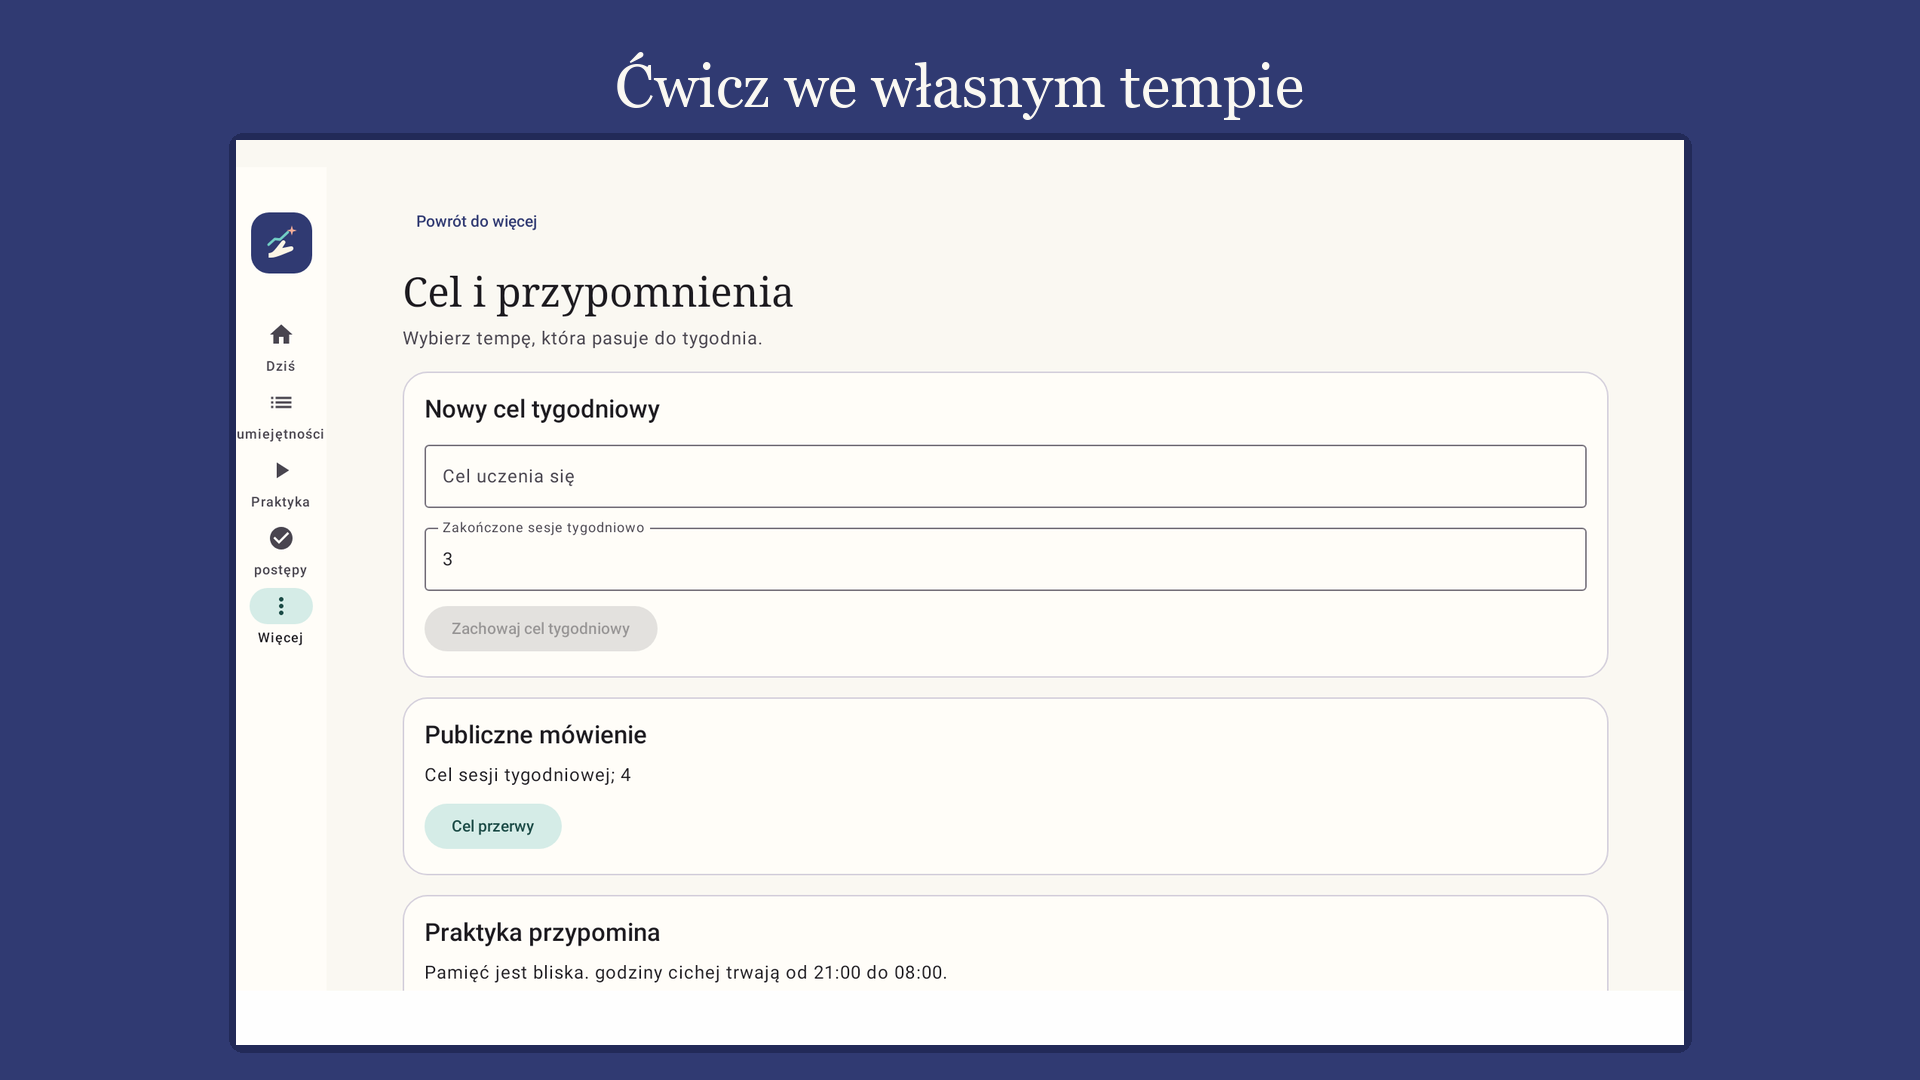 Ćwicz we własnym tempie
Powrót do więcej
Cel i przypomnienia
Wybierz tempę, która pasuje do tygodnia.
Dziś
umiejętności
Praktyka
postępy
Więcej
Nowy cel tygodniowy
Cel uczenia się
Zakończone sesje tygodniowo
3
Zachowaj cel tygodniowy
Publiczne mówienie
Cel sesji tygodniowej; 4
Cel przerwy
Praktyka przypomina
Pamięć jest bliska. godziny cichej trwają od 21:00 do 08:00.